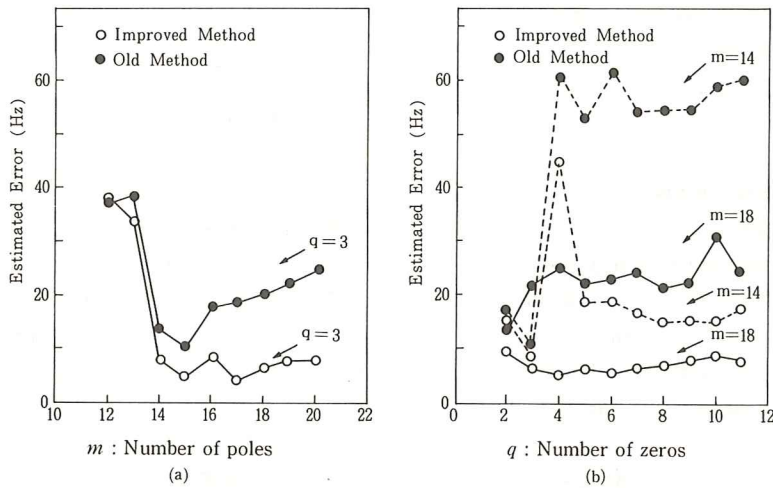 ○ Improved Method
● Old Method
Estimated Error (Hz)
60
40
20
0
q = 3
q = 3
10 12 14 16 18 20 22
m : Number of poles
(a)
○ Improved Method
● Old Method
m=14
Estimated Error (Hz)
60
40
20
0
m=18
m=14
m=18
0 2 4 6 8 10 12
q : Number of zeros
(b)